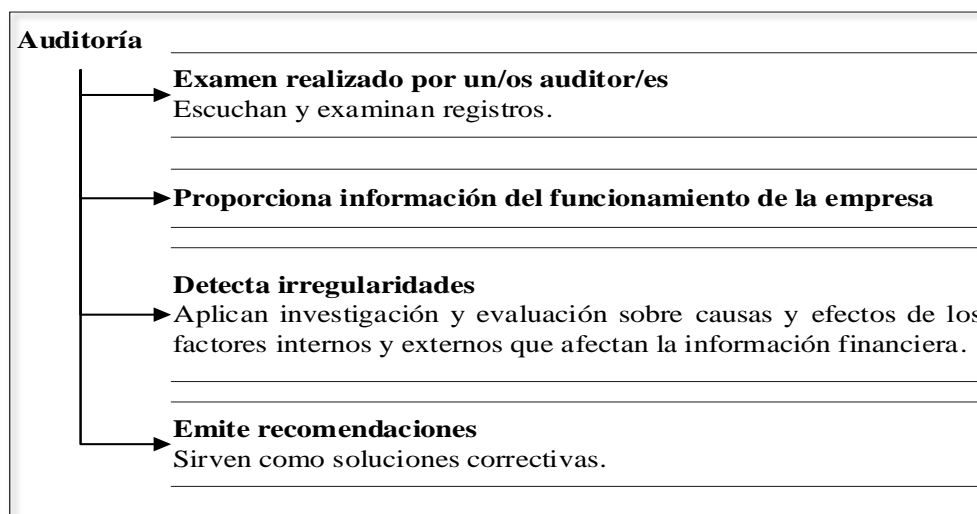 Auditoría
Examen realizado por un/os auditor/es
Escuchan y examinan registros.
Proporciona información del funcionamiento de la empresa
Detecta irregularidades
Aplican investigación y evaluación sobre causas y efectos de los
factores internos y externos que afectan la información financiera.
Emite recomendaciones
Sirven como soluciones correctivas.